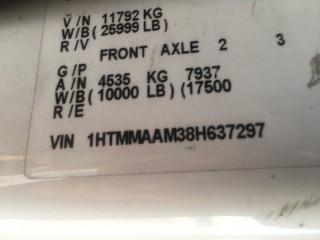 V/N 11792 KG
W/B( 25999 LB)
R/V
FRONT AXLE 2 3
G/P
A/N 4535 KG 7937
W/B( 10000 LB) (17500
R/E
VIN 1HTMMAAM38H637297